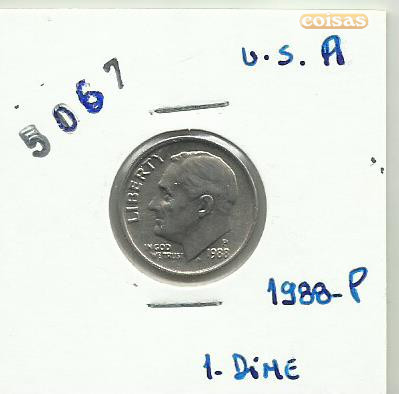 coisas
U.S. A
5067
LIBERTY
IN GOD
WE TRUST
P
1988
1988-P
1. DiME